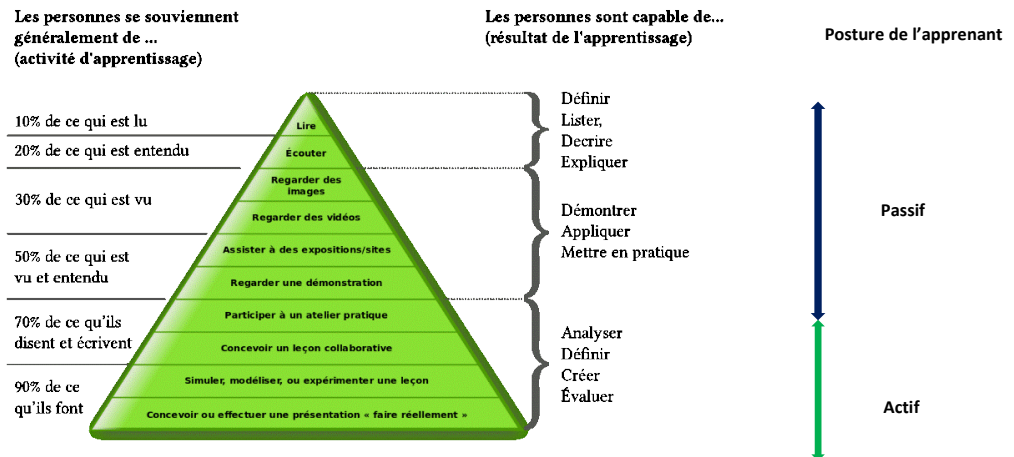 Les personnes se souviennent
généralement de ...
(activité d'apprentissage)
Les personnes sont capable de...
(résultat de l'apprentissage)
Posture de l’apprenant
10% de ce qui est lu
20% de ce qui est entendu
30% de ce qui est vu
50% de ce qui est
vu et entendu
70% de ce qu’ils
disent et écrivent
90% de ce
qu’ils font
Lire
Écouter
Regarder des
images
Regarder des vidéos
Assister à des expositions/sites
Regarder une démonstration
Participer à un atelier pratique
Concevoir un leçon collaborative
Simuler, modéliser, ou expérimenter une leçon
Concevoir ou effectuer une présentation « faire réellement »
Définir
Lister,
Decrire
Expliquer
Démontrer
Appliquer
Mettre en pratique
Analyser
Définir
Créer
Évaluer
Passif
Actif